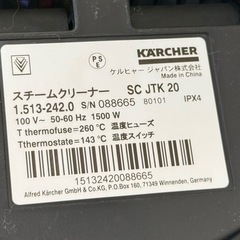 PS
E
KÄRCHER
ケルヒャー ジャパン株式会社
Made in China
スチームクリーナー SC JTK 20
1.513-242.0 S/N 088665 80101 IPX4
100 V~ 50-60 Hz 1500 W
T thermofuse=260℃ 温度ヒューズ
Tthermostate=143℃ 温度スイッチ
Alfred Kärcher GmbH & Co.KG, P.O.Box 160, 71349 Winnenden, Germany
15132420088665